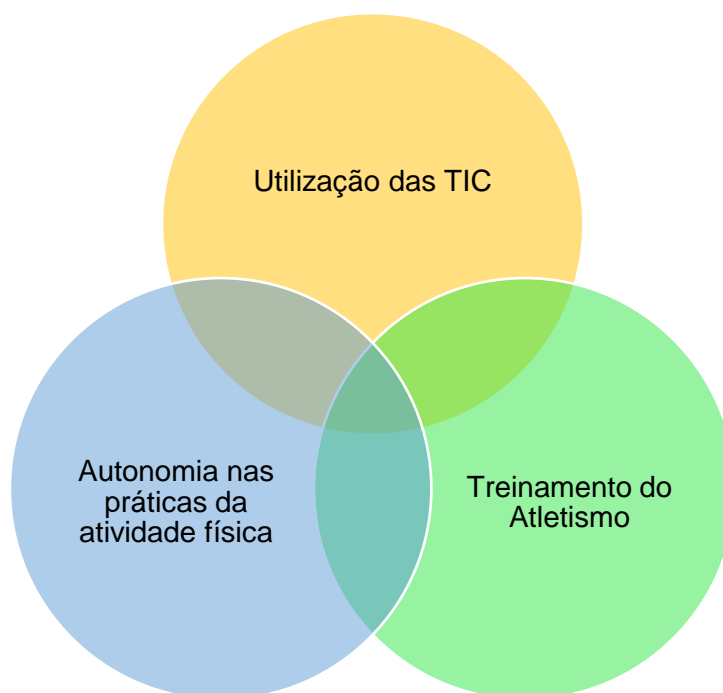 Utilização das TIC
Autonomia nas
práticas da
atividade física
Treinamento do
Atletismo